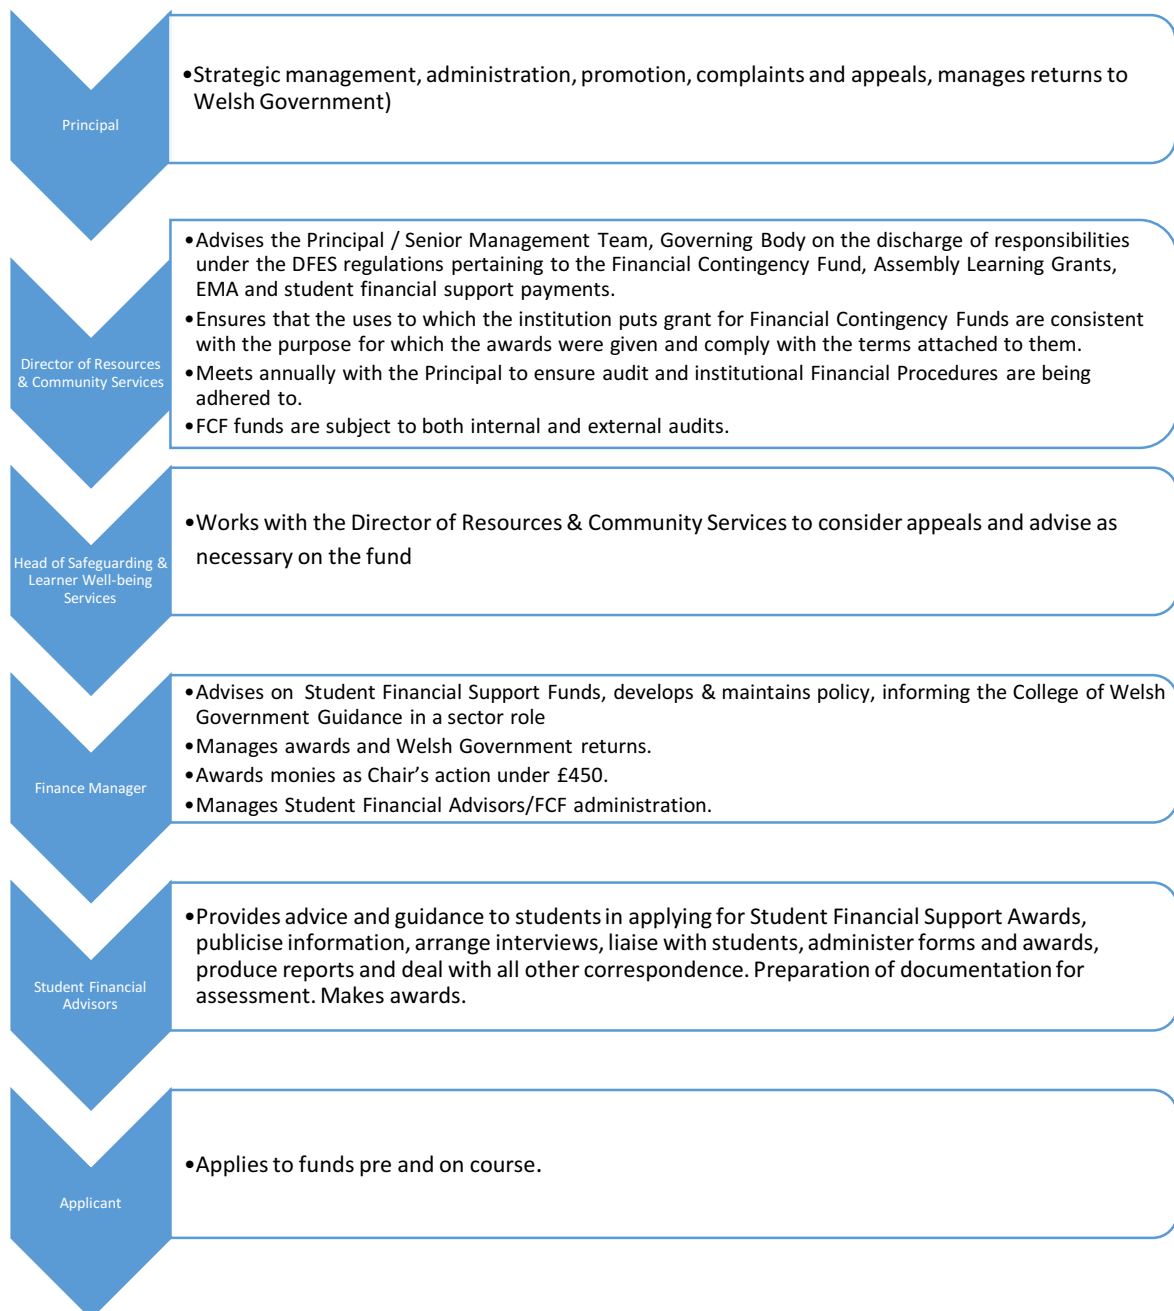 Principal
•Strategic management, administration, promotion, complaints and appeals, manages returns to
Welsh Government)
Director of Resources
& Community Services
•Advises the Principal / Senior Management Team, Governing Body on the discharge of responsibilities
under the DFES regulations pertaining to the Financial Contingency Fund, Assembly Learning Grants,
EMA and student financial support payments.
•Ensures that the uses to which the institution puts grant for Financial Contingency Funds are consistent
with the purpose for which the awards were given and comply with the terms attached to them.
•Meets annually with the Principal to ensure audit and institutional Financial Procedures are being
adhered to.
•FCF funds are subject to both internal and external audits.
Head of Safeguarding &
Learner Well-being
Services
•Works with the Director of Resources & Community Services to consider appeals and advise as
necessary on the fund
Finance Manager
•Advises on Student Financial Support Funds, develops & maintains policy, informing the College of Welsh
Government Guidance in a sector role
•Manages awards and Welsh Government returns.
•Awards monies as Chair's action under £450.
•Manages Student Financial Advisors/FCF administration.
Student Financial
Advisors
•Provides advice and guidance to students in applying for Student Financial Support Awards,
publicise information, arrange interviews, liaise with students, administer forms and awards,
produce reports and deal with all other correspondence. Preparation of documentation for
assessment. Makes awards.
Applicant
•Applies to funds pre and on course.